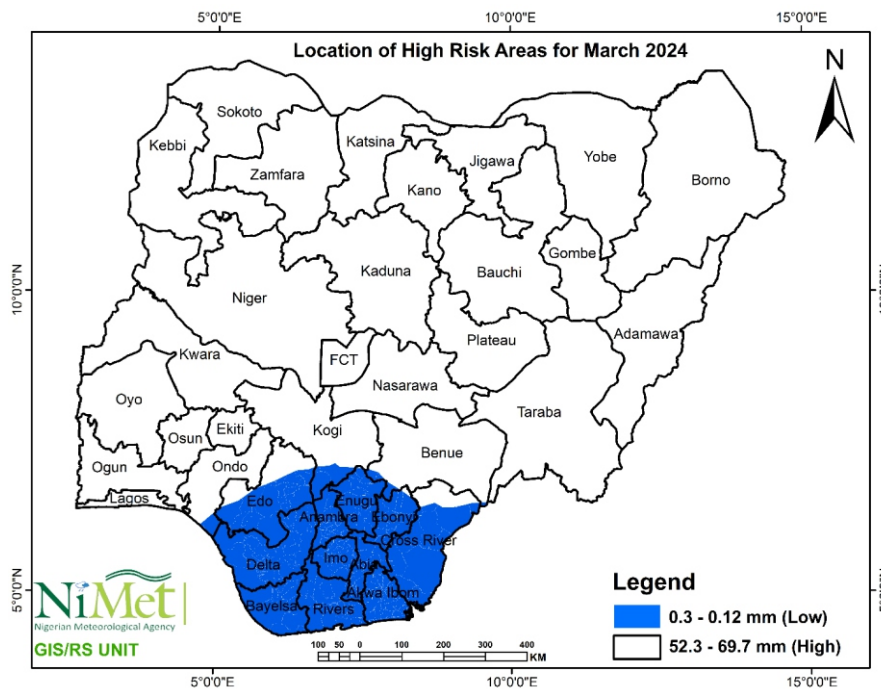 5°0'0"E 10°0'0"E 15°0'0"E
Location of High Risk Areas for March 2024
N
Sokoto
Kebbi
Katsina
Zamfara
Jigawa
Yobe
Kano
Borno
Kaduna
Bauchi
Gombe
10°0'0"N
Niger
Adamawa
Plateau
Kwara
FCT
Nasarawa
Oyo
Taraba
Kogi
Ekiti
Osun
Benue
Ogun
Ondo
Lagos
Edo
Enugu
Anambra
Ebonyi
Cross River
Delta
Imo
Abia
Akwa Ibom
Bayelsa
Rivers
5°0'0"N
NiMet
Nigerian Meteorological Agency
GIS/RS UNIT
Legend
0.3 - 0.12 mm (Low)
52.3 - 69.7 mm (High)
100 50 0 100 200 300 400
KM
5°0'0"E 10°0'0"E 15°0'0"E